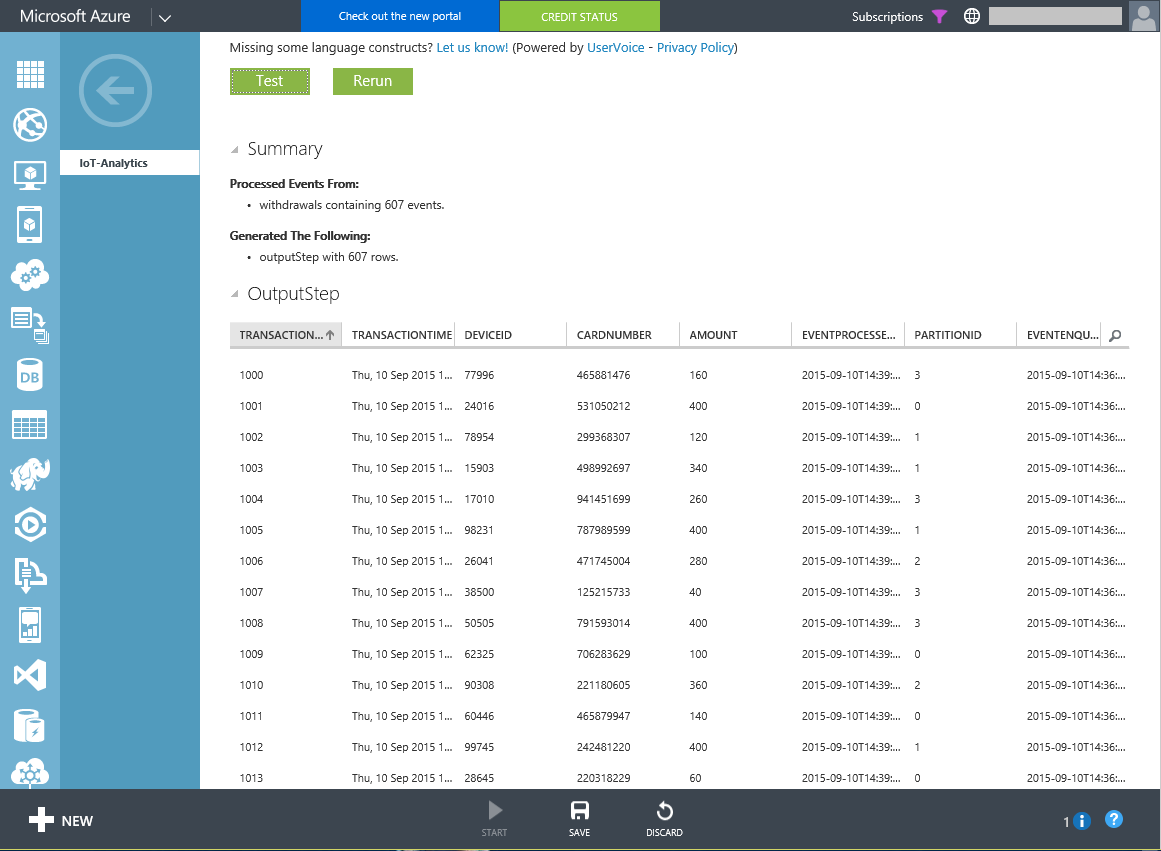 Microsoft Azure
Check out the new portal
CREDIT STATUS
Subscriptions
Missing some language constructs? Let us know! (Powered by UserVoice - Privacy Policy)
Test
Rerun
IoT-Analytics
Summary
Processed Events From:
• withdrawals containing 607 events.
Generated The Following:
• outputStep with 607 rows.
OutputStep
TRANSACTION... TRANSACTIONTIME DEVICEID CARDNUMBER AMOUNT EVENTPROCESSE... PARTITIONID EVENTENQU...
1000 Thu, 10 Sep 2015 1... 77996 465881476 160 2015-09-10T14:39:... 3 2015-09-10T14:36:...
1001 Thu, 10 Sep 2015 1... 24016 531050212 400 2015-09-10T14:39:... 0 2015-09-10T14:36:...
1002 Thu, 10 Sep 2015 1... 78954 299368307 120 2015-09-10T14:39:... 1 2015-09-10T14:36:...
1003 Thu, 10 Sep 2015 1... 15903 498992697 340 2015-09-10T14:39:... 1 2015-09-10T14:36:...
1004 Thu, 10 Sep 2015 1... 17010 941451699 260 2015-09-10T14:39:... 3 2015-09-10T14:36:...
1005 Thu, 10 Sep 2015 1... 98231 787989599 400 2015-09-10T14:39:... 1 2015-09-10T14:36:...
1006 Thu, 10 Sep 2015 1... 26041 471745004 280 2015-09-10T14:39:... 2 2015-09-10T14:36:...
1007 Thu, 10 Sep 2015 1... 38500 125215733 40 2015-09-10T14:39:... 3 2015-09-10T14:36:...
1008 Thu, 10 Sep 2015 1... 50505 791593014 400 2015-09-10T14:39:... 3 2015-09-10T14:36:...
1009 Thu, 10 Sep 2015 1... 62325 706283629 100 2015-09-10T14:39:... 0 2015-09-10T14:36:...
1010 Thu, 10 Sep 2015 1... 90308 221180605 360 2015-09-10T14:39:... 2 2015-09-10T14:36:...
1011 Thu, 10 Sep 2015 1... 60446 465879947 140 2015-09-10T14:39:... 0 2015-09-10T14:36:...
1012 Thu, 10 Sep 2015 1... 99745 242481220 400 2015-09-10T14:39:... 1 2015-09-10T14:36:...
1013 Thu, 10 Sep 2015 1... 28645 220318229 60 2015-09-10T14:39:... 0 2015-09-10T14:36:...
DB
NEW
START
SAVE
DISCARD
1 i ?